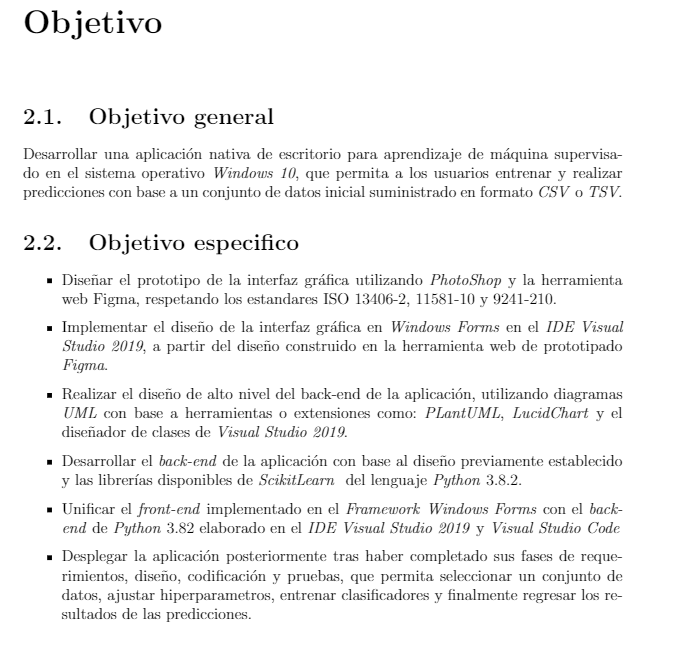 Objetivo
2.1. Objetivo general
Desarrollar una aplicación nativa de escritorio para aprendizaje de máquina supervisa-
do en el sistema operativo Windows 10, que permita a los usuarios entrenar y realizar
predicciones con base a un conjunto de datos inicial suministrado en formato CSV o TSV.
2.2. Objetivo especifico
▪ Diseñar el prototipo de la interfaz gráfica utilizando PhotoShop y la herramienta
web Figma, respetando los estandares ISO 13406-2, 11581-10 y 9241-210.
▪ Implementar el diseño de la interfaz gráfica en Windows Forms en el IDE Visual
Studio 2019, a partir del diseño construido en la herramienta web de prototipado
Figma.
▪ Realizar el diseño de alto nivel del back-end de la aplicación, utilizando diagramas
UML con base a herramientas o extensiones como: PLantUML, LucidChart y el
diseñador de clases de Visual Studio 2019.
▪ Desarrollar el back-end de la aplicación con base al diseño previamente establecido
y las librerías disponibles de ScikitLearn del lenguaje Python 3.8.2.
▪ Unificar el front-end implementado en el Framework Windows Forms con el back-
end de Python 3.82 elaborado en el IDE Visual Studio 2019 y Visual Studio Code
▪ Desplegar la aplicación posteriormente tras haber completado sus fases de reque-
rimientos, diseño, codificación y pruebas, que permita seleccionar un conjunto de
datos, ajustar hiperparametros, entrenar clasificadores y finalmente regresar los re-
sultados de las predicciones.